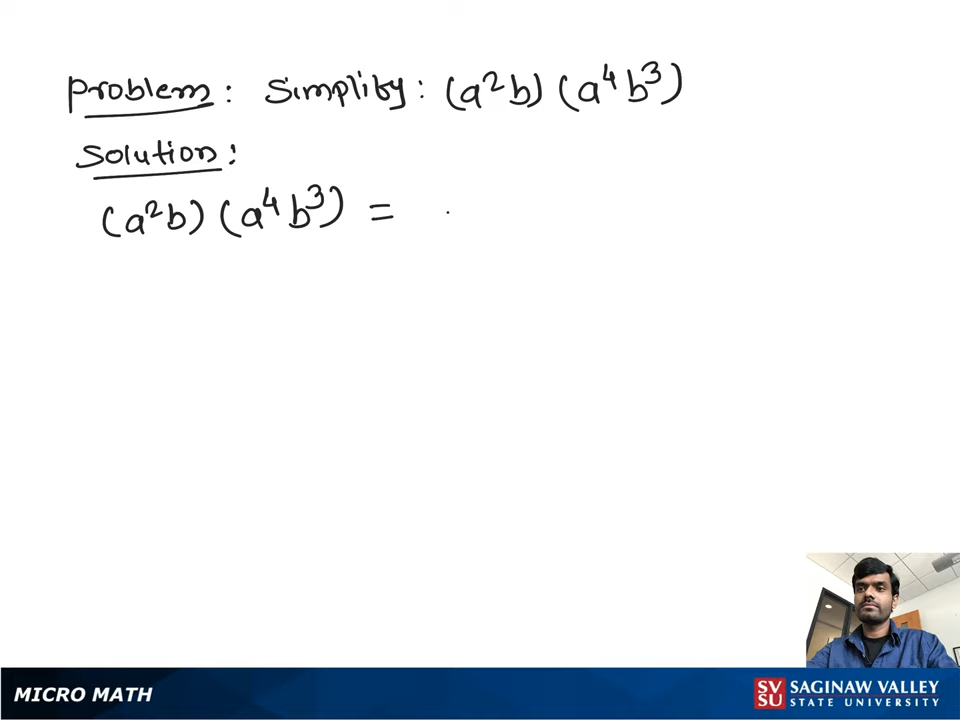 Problem: Simplify: (a²b) (a⁴b³)
Solution:
(a²b) (a⁴b³) =
MICRO MATH
SV SU SAGINAW VALLEY
STATE UNIVERSITY